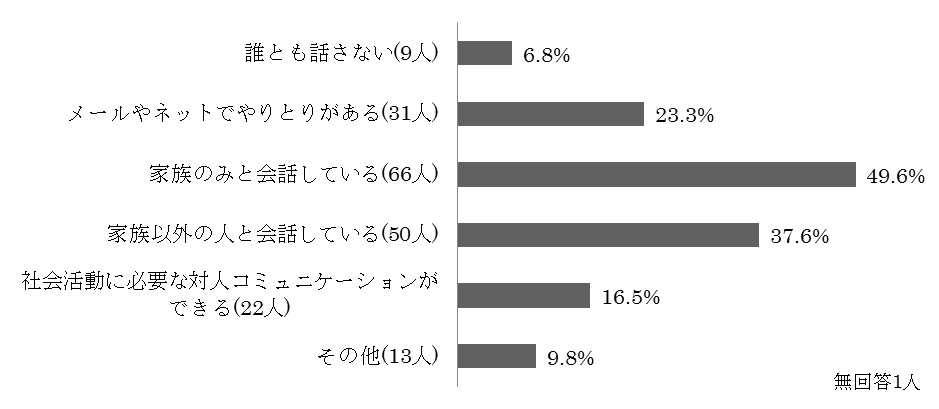 誰とも話さない(9人)
6.8%
メールやネットでやりとりがある(31人)
23.3%
家族のみと会話している(66人)
49.6%
家族以外の人と会話している(50人)
37.6%
社会活動に必要な対人コミュニケーションが
できる(22人)
16.5%
その他(13人)
9.8%
無回答1人